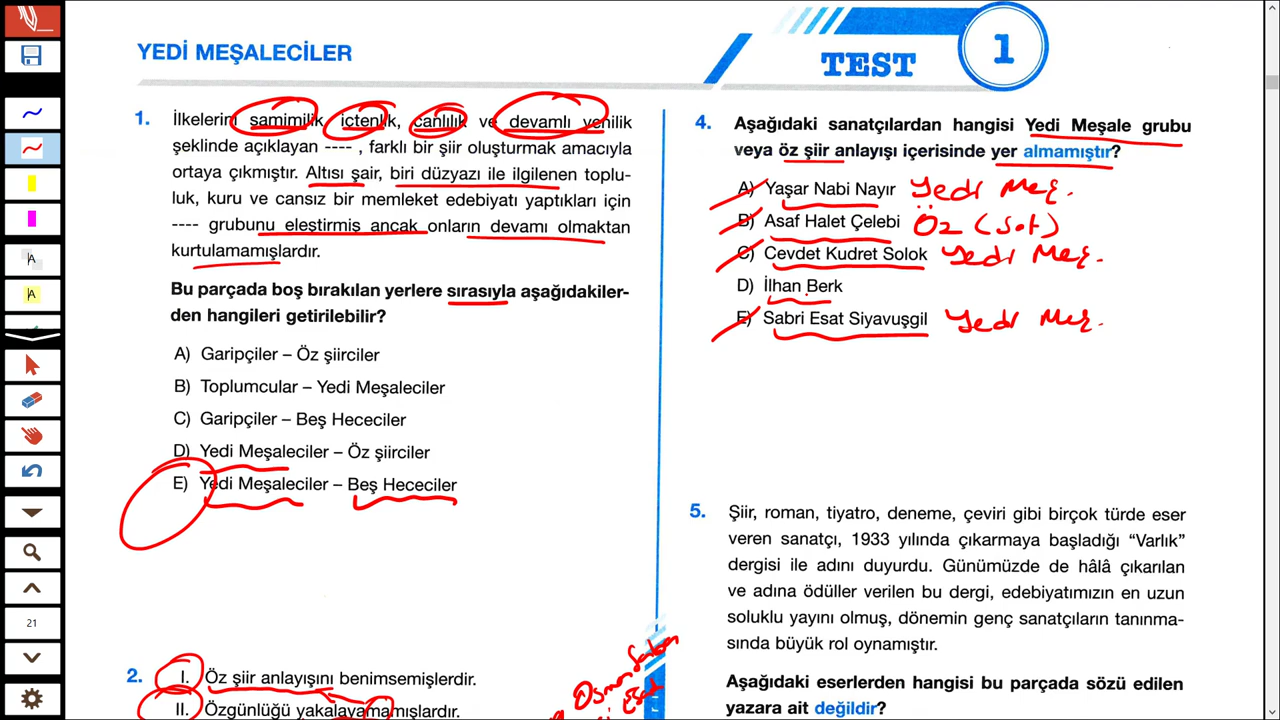 YEDİ MEŞALECİLER
TEST 1
1. İlkelerini samimilik, içtenlik, canlılık ve devamlı yenilik
şeklinde açıklayan ---- , farklı bir şiir oluşturmak amacıyla
ortaya çıkmıştır. Altısı şair, biri düzyazı ile ilgilenen toplu-
luk, kuru ve cansız bir memleket edebiyatı yaptıkları için
---- grubunu eleştirmiş ancak onların devamı olmaktan
kurtulamamışlardır.
Bu parçada boş bırakılan yerlere sırasıyla aşağıdakiler-
den hangileri getirilebilir?
A) Garipçiler – Öz şiirciler
B) Toplumcular – Yedi Meşaleciler
C) Garipçiler – Beş Hececiler
D) Yedi Meşaleciler – Öz şiirciler
E) Yedi Meşaleciler – Beş Hececiler
2. I. Öz şiir anlayışını benimsemişlerdir.
II. Özgünlüğü yakalayamamışlardır.
Osman Saba
Esat
4. Aşağıdaki sanatçılardan hangisi Yedi Meşale grubu
veya öz şiir anlayışı içerisinde yer almamıştır?
A) Yaşar Nabi Nayır Yedi Meş.
B) Asaf Halet Çelebi Öz (Saf)
C) Cevdet Kudret Solok Yedi Meş.
D) İlhan Berk
E) Sabri Esat Siyavuşgil Yedi Meş.
5. Şiir, roman, tiyatro, deneme, çeviri gibi birçok türde eser
veren sanatçı, 1933 yılında çıkarmaya başladığı “Varlık”
dergisi ile adını duyurdu. Günümüzde de hâlâ çıkarılan
ve adına ödüller verilen bu dergi, edebiyatımızın en uzun
soluklu yayını olmuş, dönemin genç sanatçıların tanınma-
sında büyük rol oynamıştır.
Aşağıdaki eserlerden hangisi bu parçada sözü edilen
yazara ait değildir?
A
A
21